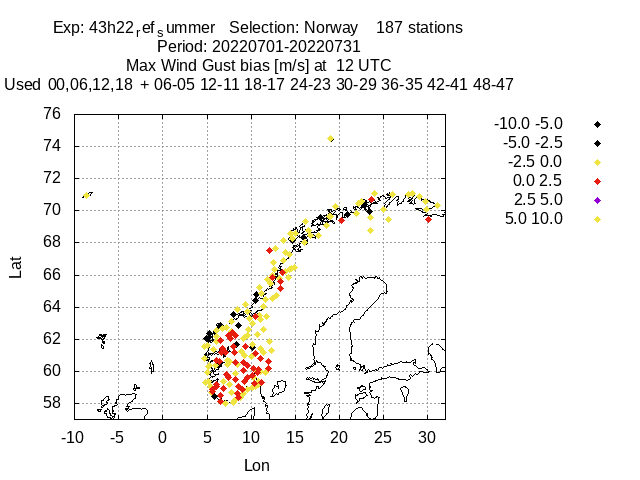 Exp: 43h22ref summer Selection: Norway 187 stations
Period: 20220701-20220731
Max Wind Gust bias [m/s] at 12 UTC
Used 00,06,12,18 + 06-05 12-11 18-17 24-23 30-29 36-35 42-41 48-47
76
74
72
70
68
66
64
62
60
58
-10 -5 0 5 10 15 20 25 30
Lat
Lon
-10.0 -5.0
-5.0 -2.5
-2.5 0.0
0.0 2.5
2.5 5.0
5.0 10.0